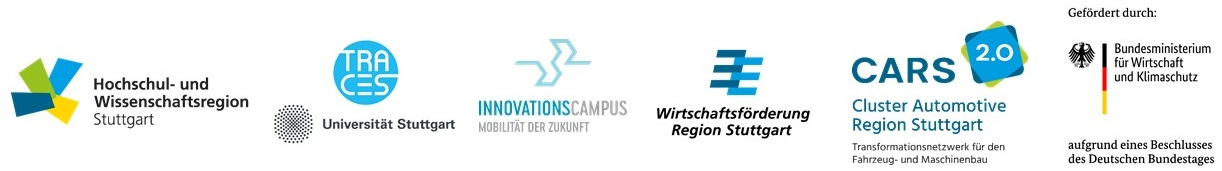 Hochschul- und
Wissenschaftsregion
Stuttgart
TRA
CES
Universität Stuttgart
INNOVATIONSCAMPUS
MOBILITÄT DER ZUKUNFT
Wirtschaftsförderung
Region Stuttgart
CARS 2.0
Cluster Automotive
Region Stuttgart
Transformationsnetzwerk für den
Fahrzeug- und Maschinenbau
Gefördert durch:
Bundesministerium
für Wirtschaft
und Klimaschutz
aufgrund eines Beschlusses
des Deutschen Bundestages